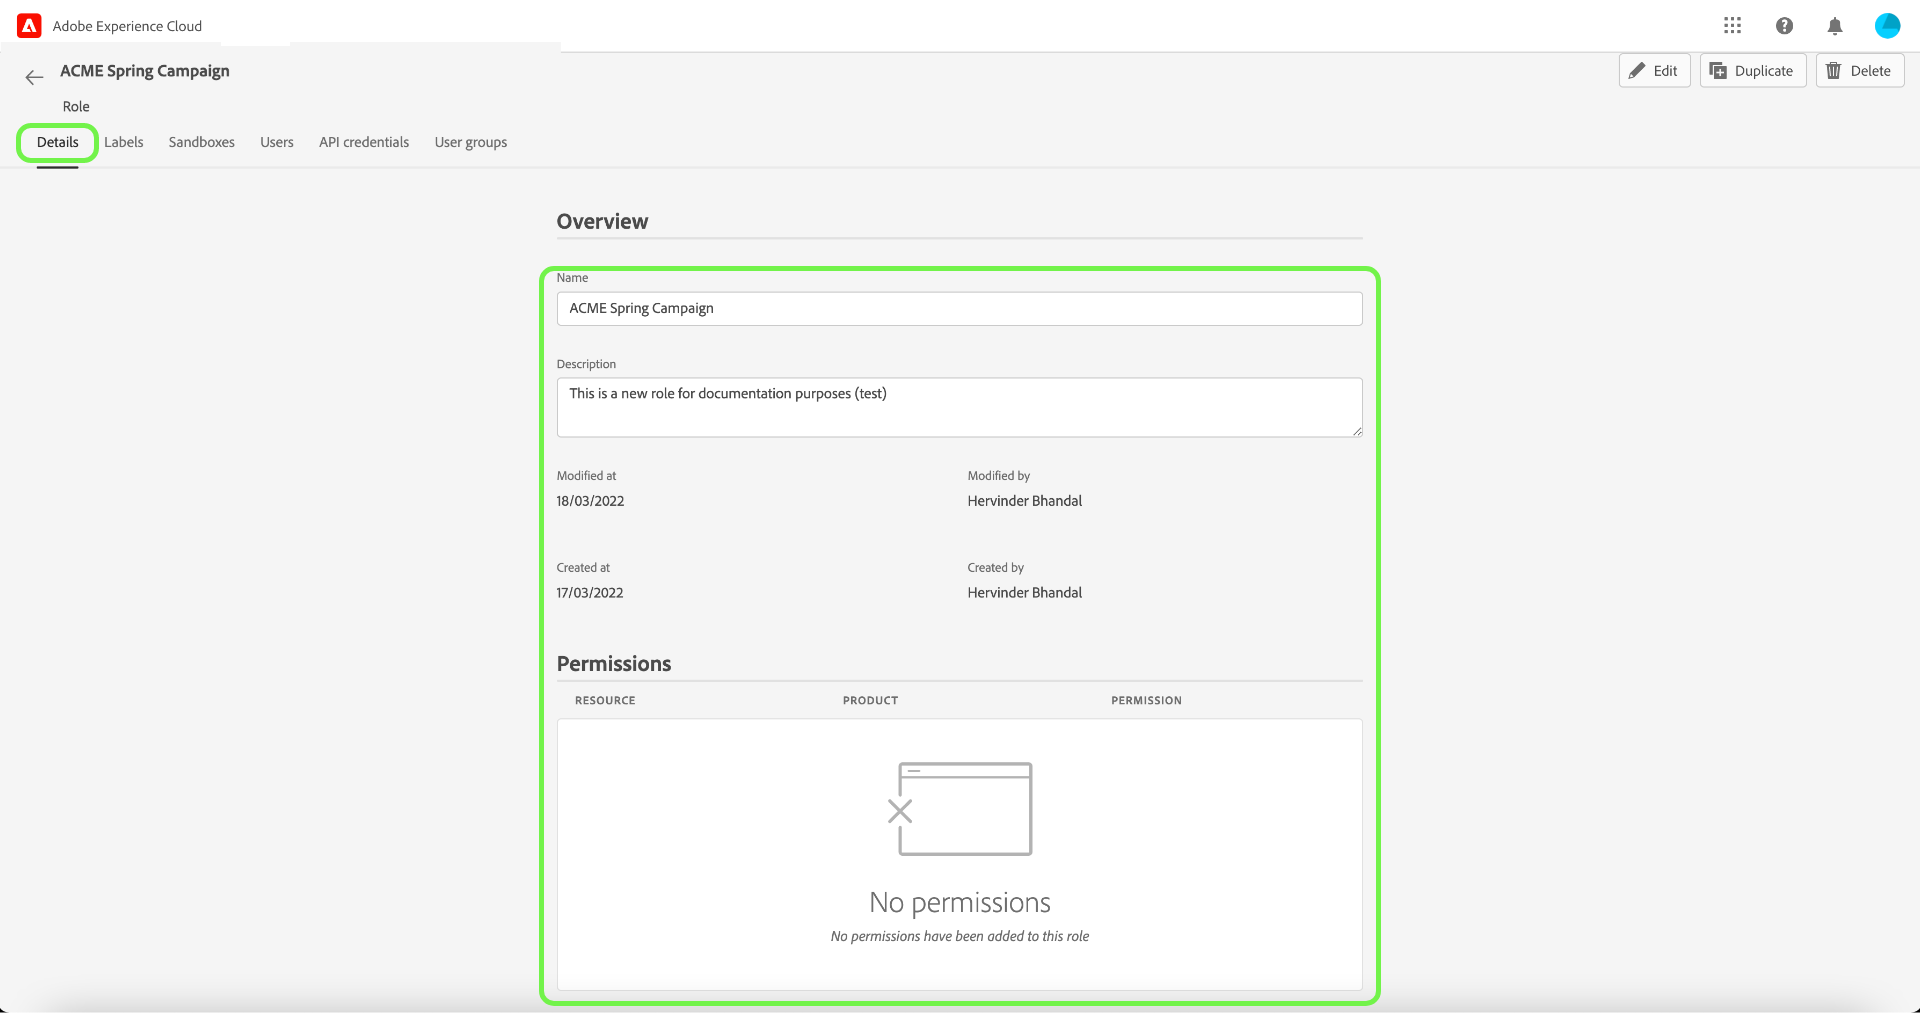 Adobe Experience Cloud
ACME Spring Campaign
Edit
Duplicate
Delete
Role
Details
Labels
Sandboxes
Users
API credentials
User groups
Overview
Name
ACME Spring Campaign
Description
This is a new role for documentation purposes (test)
Modified at
Modified by
18/03/2022
Hervinder Bhandal
Created at
Created by
17/03/2022
Hervinder Bhandal
Permissions
RESOURCE
PRODUCT
PERMISSION
No permissions
No permissions have been added to this role